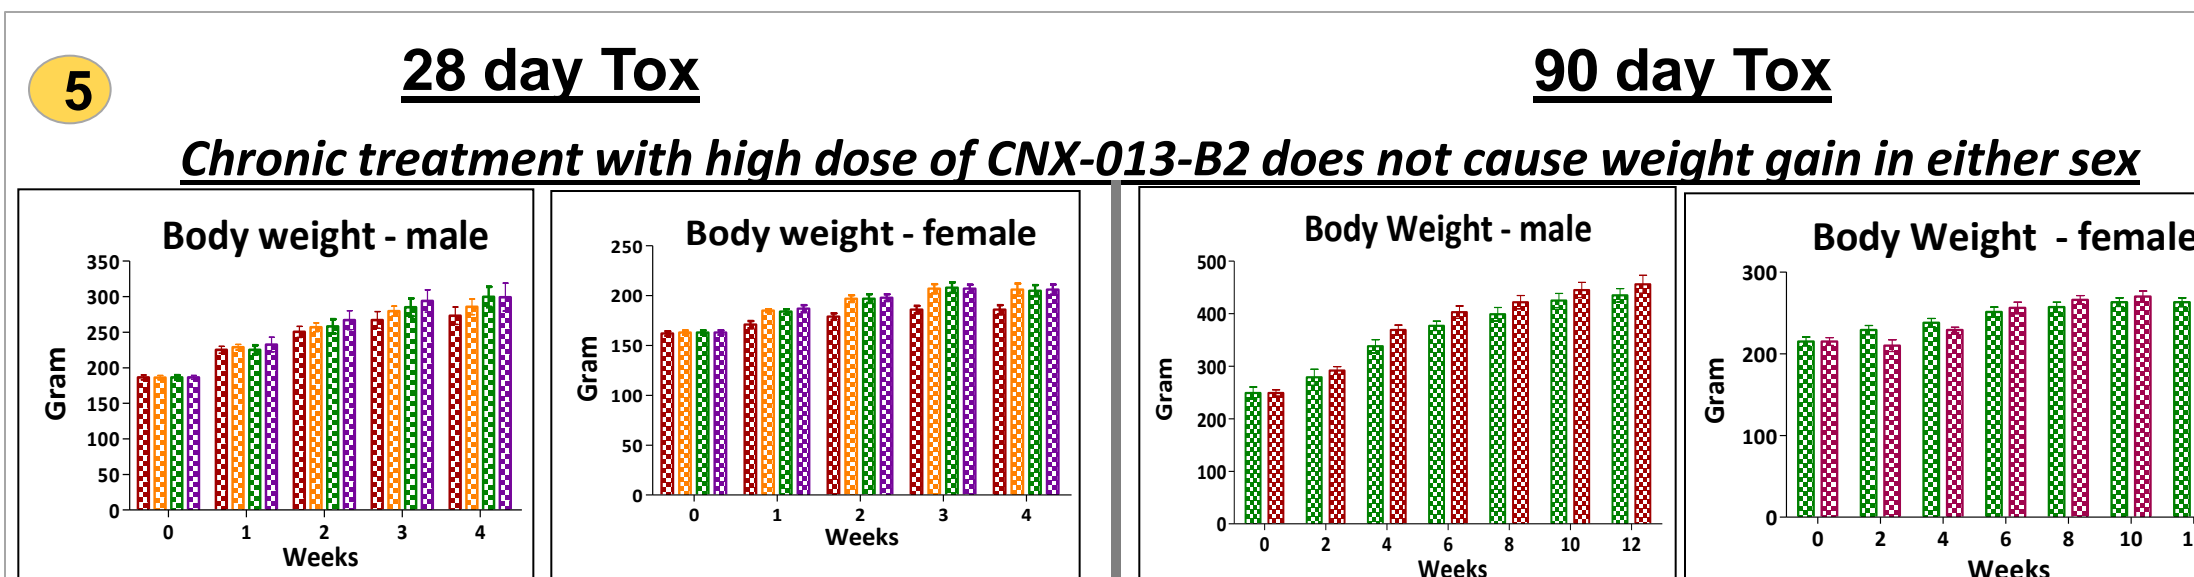 5
28 day Tox
90 day Tox
Chronic treatment with high dose of CNX-013-B2 does not cause weight gain in either sex
Body weight - male
350
300
250
200
150
100
50
0
Gram
0 1 2 3 4
Weeks
Body weight - female
250
200
150
100
50
0
Gram
0 1 2 3 4
Weeks
Body Weight - male
500
400
300
200
100
0
Gram
0 2 4 6 8 10 12
Weeks
Body Weight - female
300
200
100
0
Gram
0 2 4 6 8 10 1
Weeks